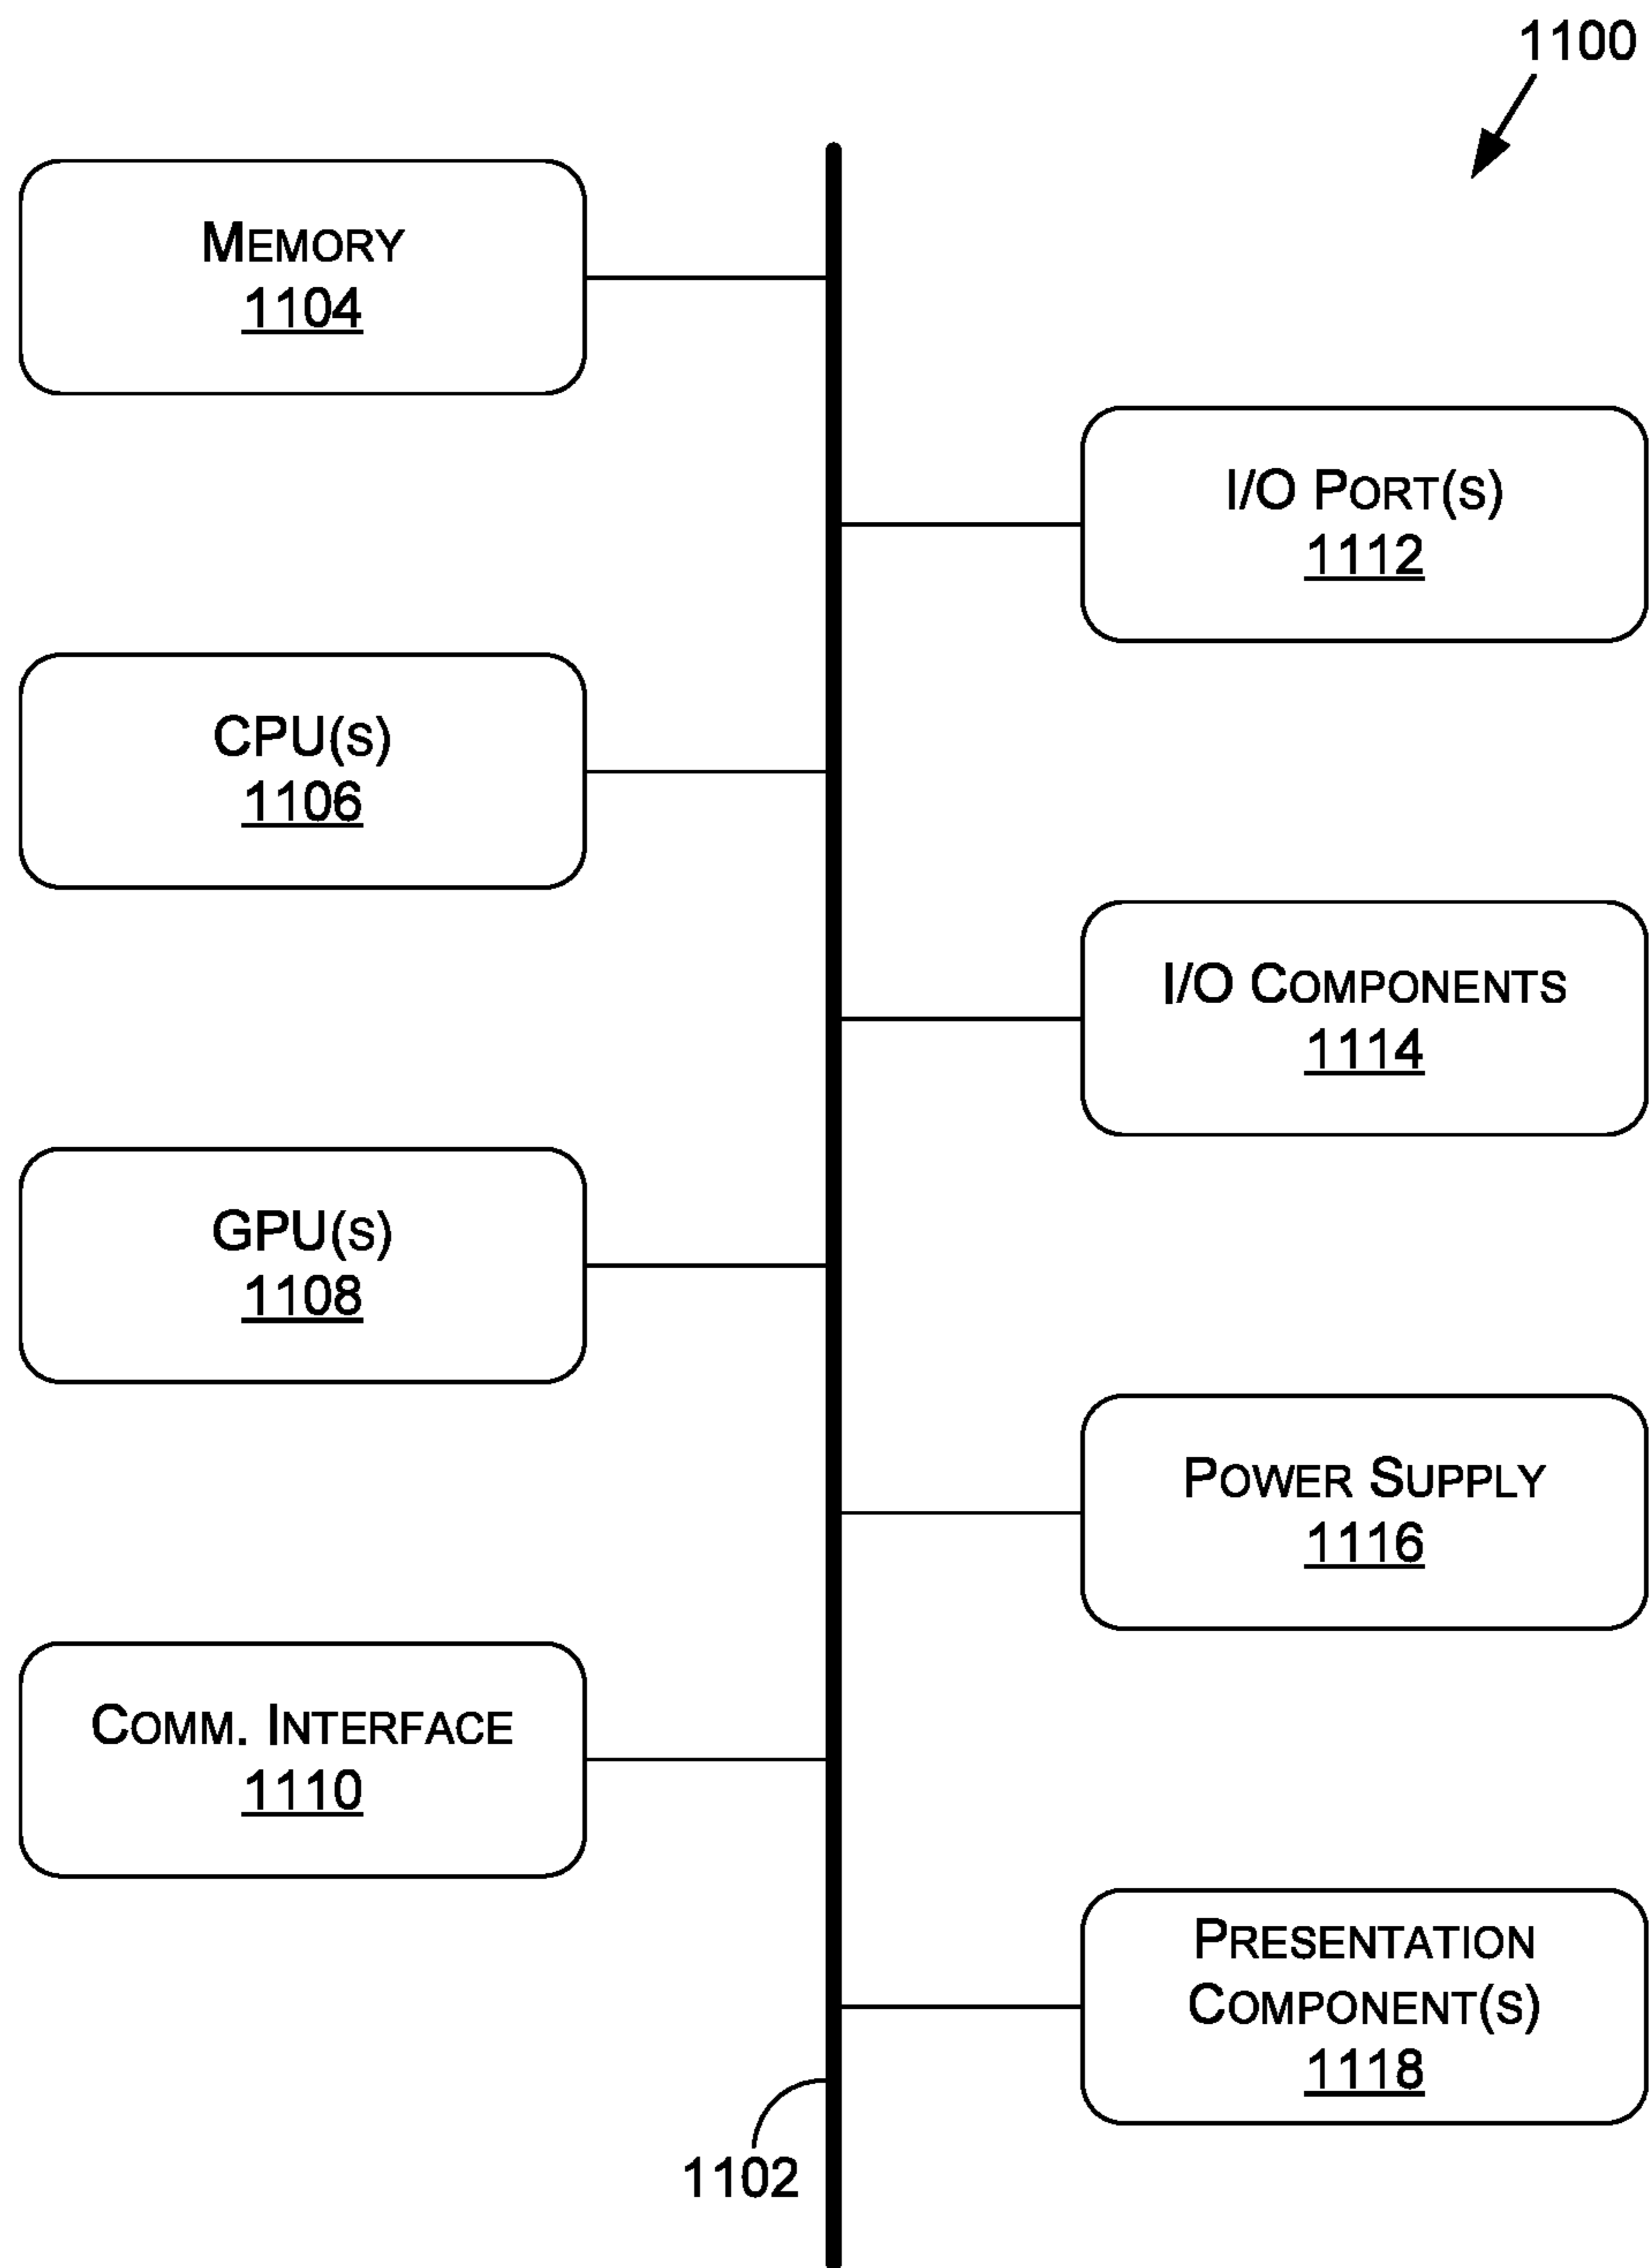 1100
MEMORY
1104
I/O PORT(S)
1112
CPU(S)
1106
I/O COMPONENTS
1114
GPU(S)
1108
POWER SUPPLY
1116
COMM. INTERFACE
1110
PRESENTATION
COMPONENT(S)
1118
1102